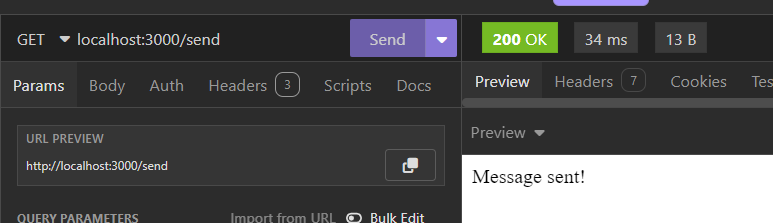 GET localhost:3000/send Send
Params Body Auth Headers 3 Scripts Docs
URL PREVIEW
http://localhost:3000/send
QUERY PARAMETERS Import from URL Bulk Edit
200 OK 34 ms 13 B
Preview Headers 7 Cookies
Preview
Message sent!